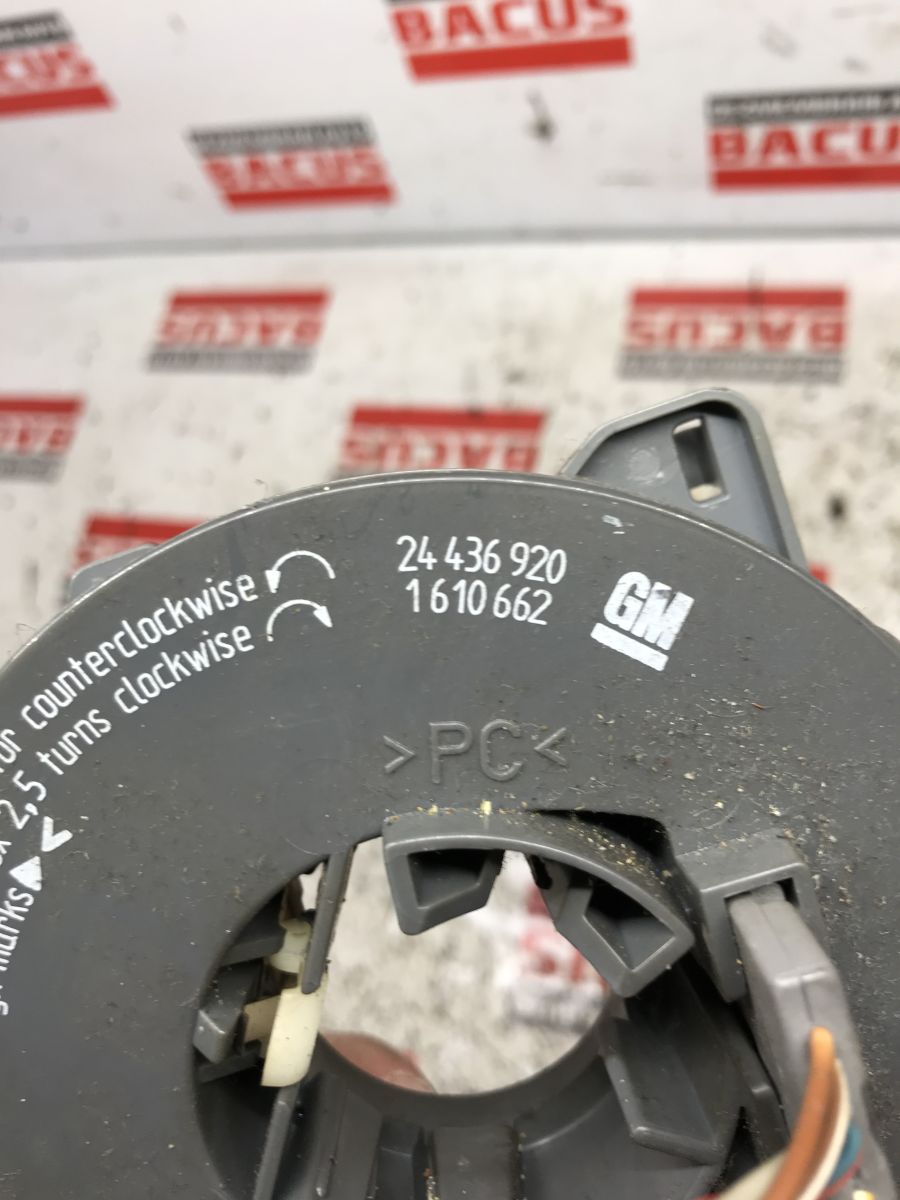 BACUS
BACUS
BACUS
BACUS
BACUS
BACUS
BACUS
24 436 920
1 610 662
GM
counterclockwise
2,5 turns clockwise
marks
>PC<